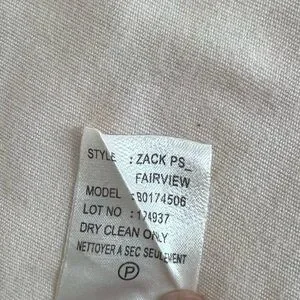 STYLE : ZACK PS_
FAIRVIEW
MODEL : 80174506
LOT NO : 174937
DRY CLEAN ONLY
NETTOYER A SEC SEULEMENT
P